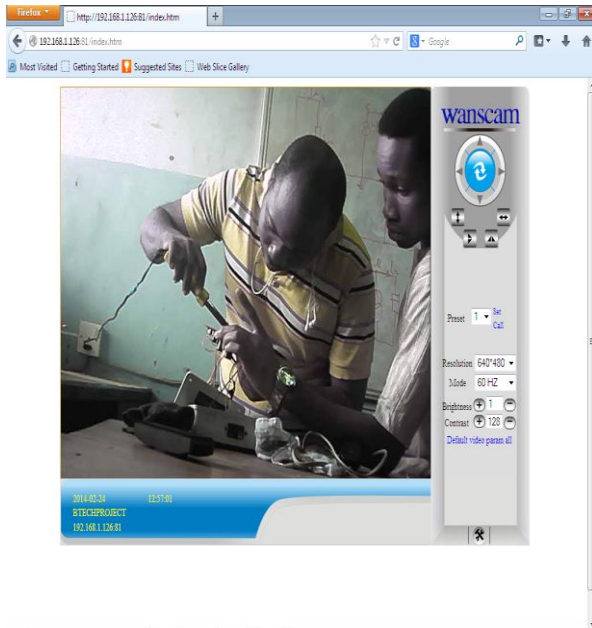 Firefox
http://192.168.1.126:81/index.htm
+
192.168.1.126:81/index.htm
Google
Most Visited
Getting Started
Suggested Sites
Web Slice Gallery
wanscam
Preset 1 Set
Call
Resolution 640*480
Mode 60 HZ
Brightness 1
Contrast 128
Default video param all
2014-02-24 12:57:01
BTECHPROJECT
192.168.1.126:81